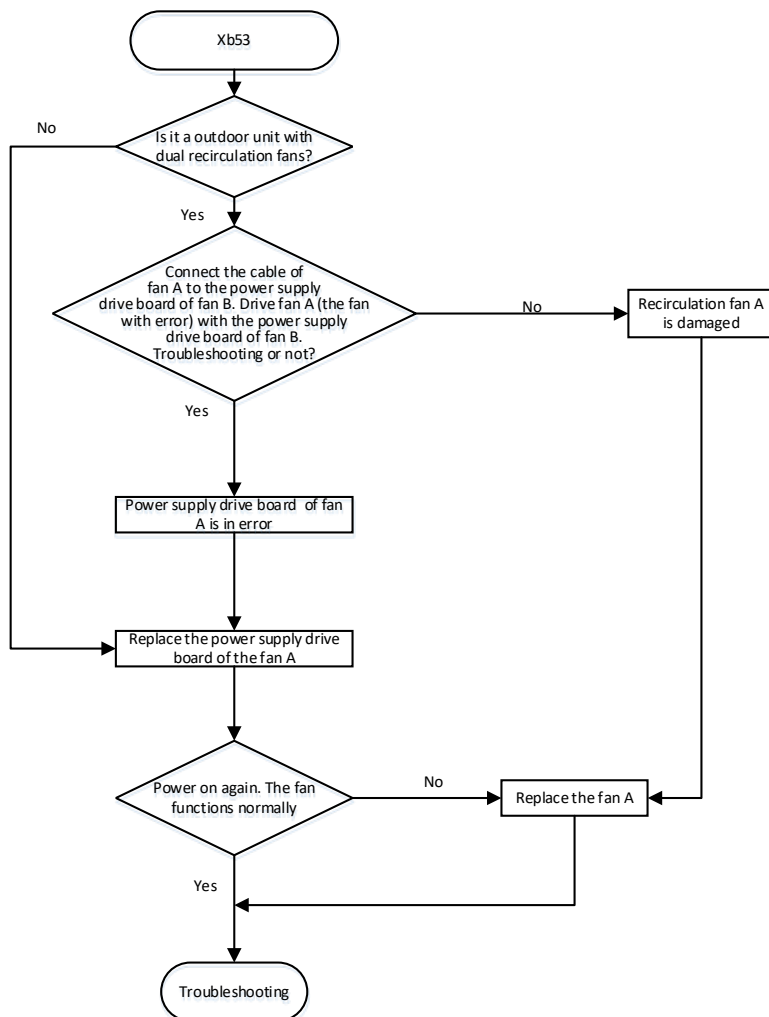 Xb53
No
Is it a outdoor unit with
dual recirculation fans?
Yes
Connect the cable of
fan A to the power supply
drive board of fan B. Drive fan A (the fan
with error) with the power supply
drive board of fan B.
Troubleshooting or not?
No
Recirculation fan A
is damaged
Yes
Power supply drive board of fan
A is in error
Replace the power supply drive
board of the fan A
Power on again. The fan
functions normally
No
Replace the fan A
Yes
Troubleshooting